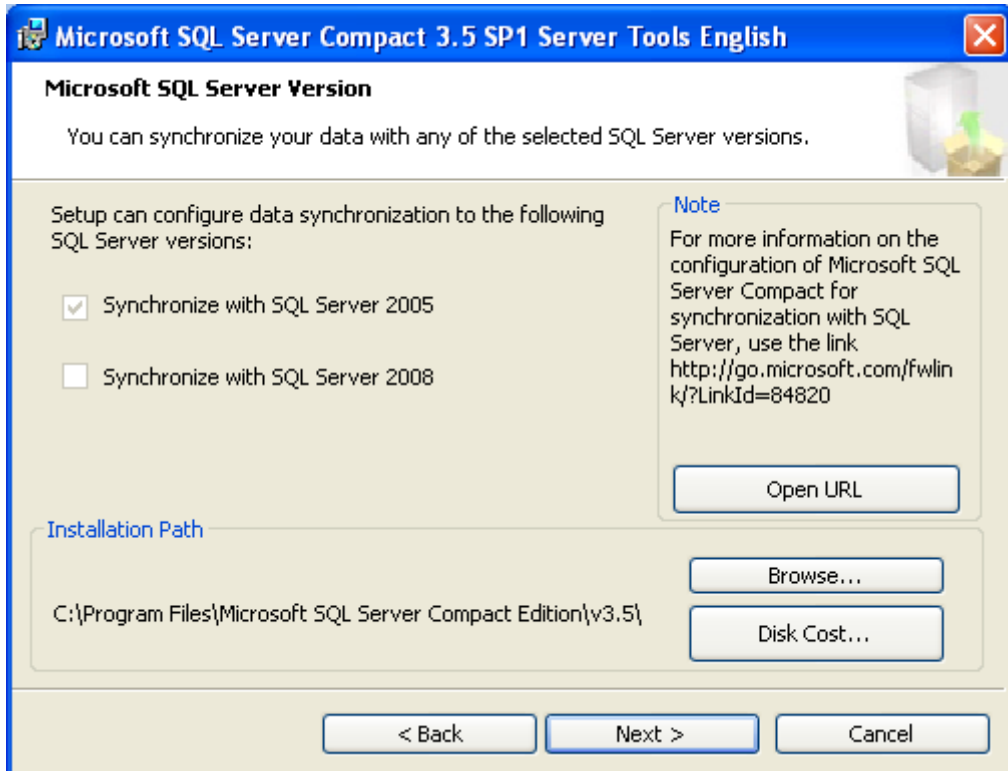 Microsoft SQL Server Compact 3.5 SP1 Server Tools English
Microsoft SQL Server Version
You can synchronize your data with any of the selected SQL Server versions.
Setup can configure data synchronization to the following
SQL Server versions:
Synchronize with SQL Server 2005
Synchronize with SQL Server 2008
Note
For more information on the
configuration of Microsoft SQL
Server Compact for
synchronization with SQL
Server, use the link
http://go.microsoft.com/fwlin
k/?LinkId=84820
Open URL
Installation Path
C:\Program Files\Microsoft SQL Server Compact Edition\v3.5\
Browse...
Disk Cost...
< Back
Next >
Cancel